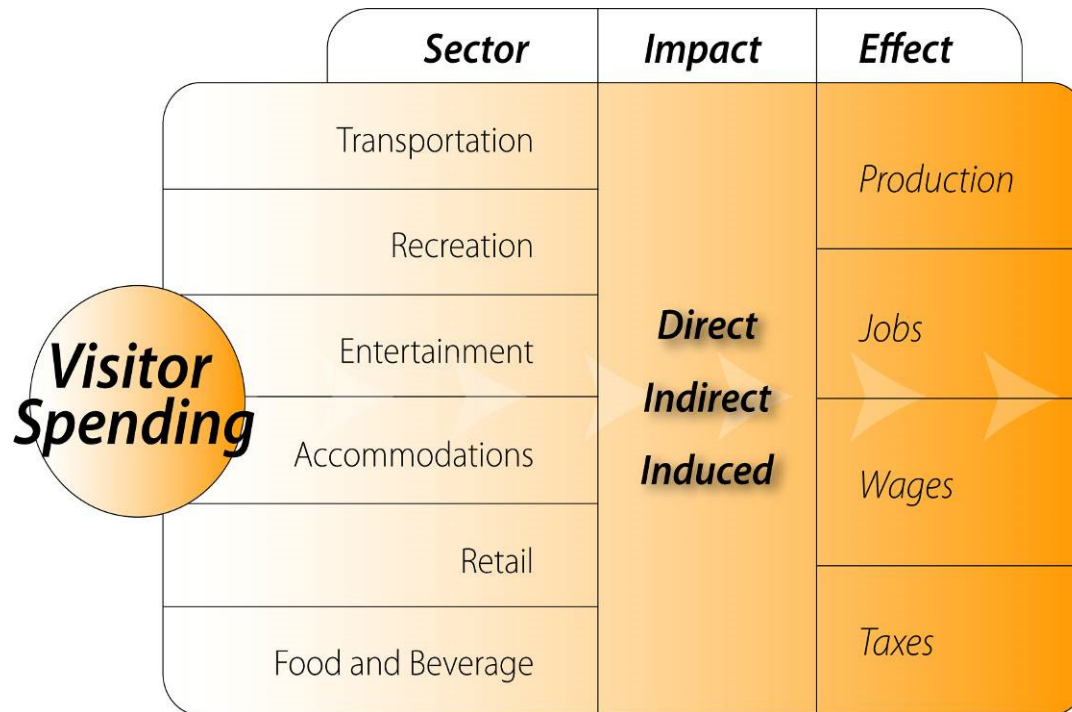 Sector
Impact
Effect
Visitor
Spending
Transportation
Recreation
Entertainment
Accommodations
Retail
Food and Beverage
Direct
Indirect
Induced
Production
Jobs
Wages
Taxes